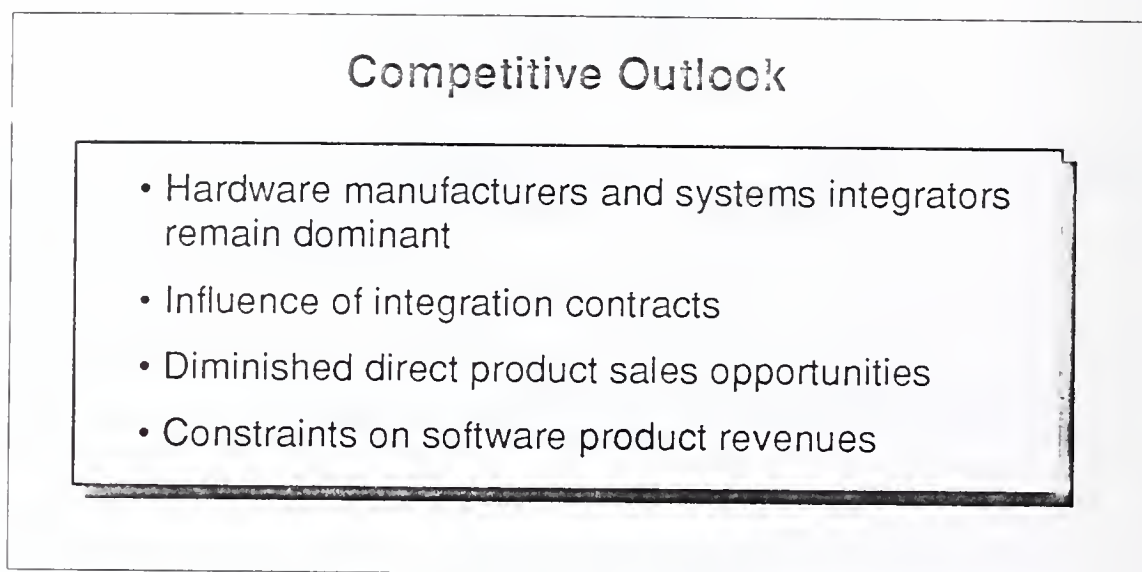 Competitive Outlook
• Hardware manufacturers and systems integrators
remain dominant
• Influence of integration contracts
• Diminished direct product sales opportunities
• Constraints on software product revenues